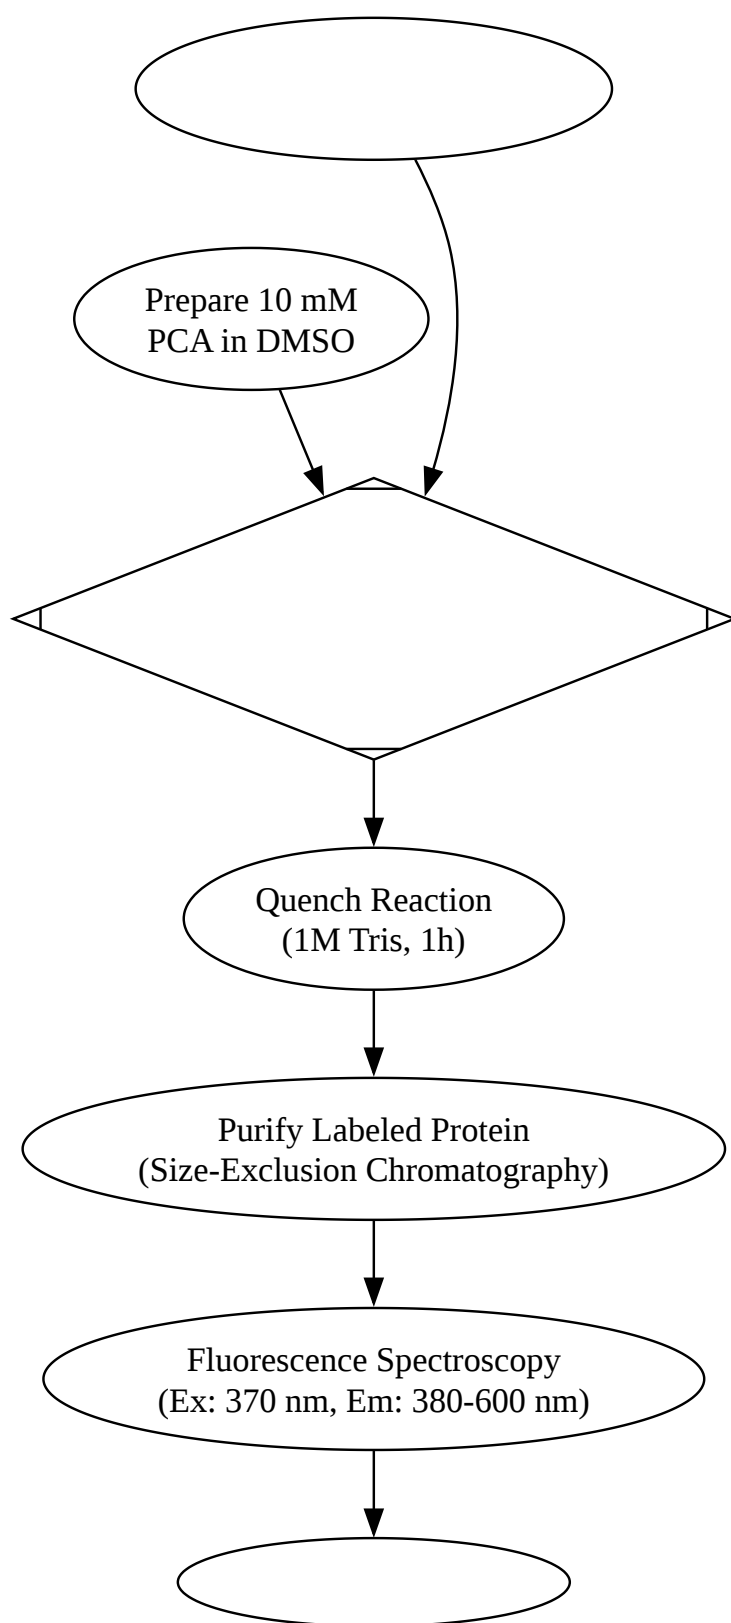 Prepare 10 mM
PCA in DMSO
Quench Reaction
(1M Tris, 1h)
Purify Labeled Protein
(Size-Exclusion Chromatography)
Fluorescence Spectroscopy
(Ex: 370 nm, Em: 380-600 nm)